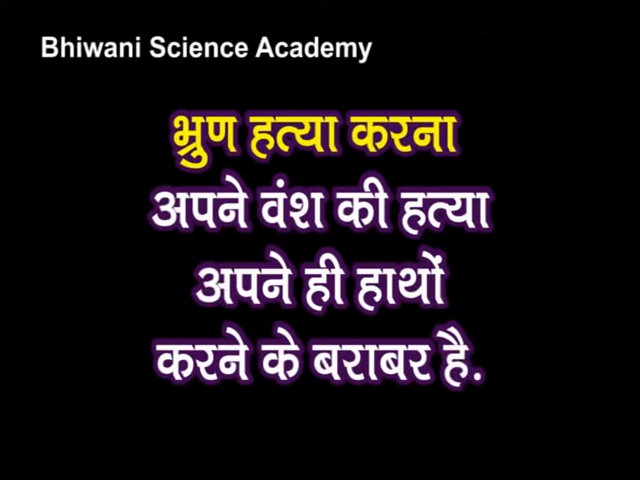 Bhiwani Science Academy
भ्रुण हत्या करना
अपने वंश की हत्या
अपने ही हाथों
करने के बराबर है.